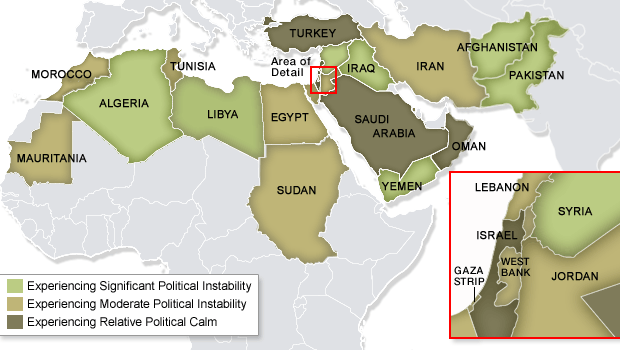 TURKEY
AFGHANISTAN
Area of
Detail
IRAQ
IRAN
PAKISTAN
MOROCCO
TUNISIA
ALGERIA
LIBYA
EGYPT
SAUDI
ARABIA
OMAN
MAURITANIA
SUDAN
YEMEN
LEBANON
SYRIA
ISRAEL
WEST
BANK
GAZA
STRIP
JORDAN
Experiencing Significant Political Instability
Experiencing Moderate Political Instability
Experiencing Relative Political Calm